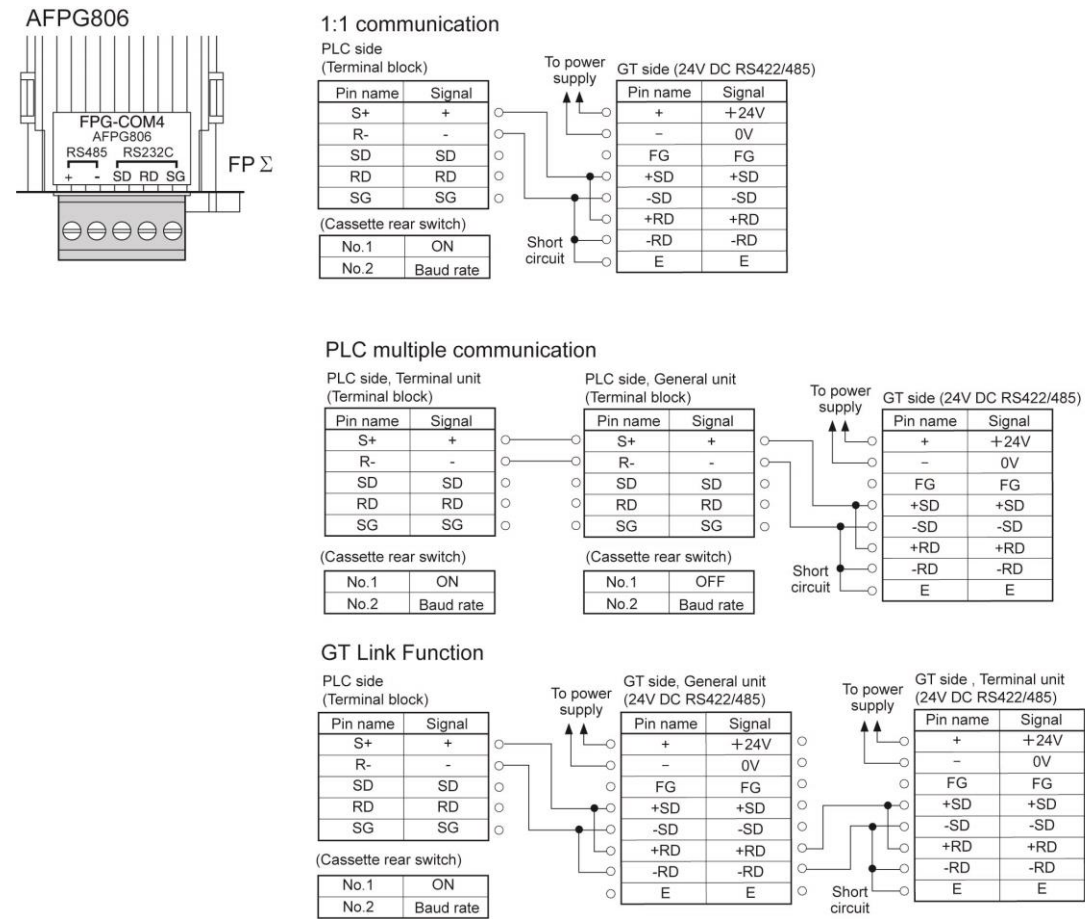 AFPG806
FPG-COM4
AFPG806
RS485 RS232C
+ - SD RD SG
FP Σ
1:1 communication
PLC side
(Terminal block)
Pin name Signal
S+ +
R- -
SD SD
RD RD
SG SG
(Cassette rear switch)
No.1 ON
No.2 Baud rate
To power
supply
GT side (24V DC RS422/485)
Pin name Signal
+ +24V
− 0V
FG FG
+SD +SD
-SD -SD
+RD +RD
-RD -RD
E E
Short
circuit
PLC multiple communication
PLC side, Terminal unit
(Terminal block)
Pin name Signal
S+ +
R- -
SD SD
RD RD
SG SG
(Cassette rear switch)
No.1 ON
No.2 Baud rate
PLC side, General unit
(Terminal block)
Pin name Signal
S+ +
R- -
SD SD
RD RD
SG SG
(Cassette rear switch)
No.1 OFF
No.2 Baud rate
To power
supply
GT side (24V DC RS422/485)
Pin name Signal
+ +24V
− 0V
FG FG
+SD +SD
-SD -SD
+RD +RD
-RD -RD
E E
Short
circuit
GT Link Function
PLC side
(Terminal block)
Pin name Signal
S+ +
R- -
SD SD
RD RD
SG SG
(Cassette rear switch)
No.1 ON
No.2 Baud rate
To power
supply
GT side, General unit
(24V DC RS422/485)
Pin name Signal
+ +24V
− 0V
FG FG
+SD +SD
-SD -SD
+RD +RD
-RD -RD
E E
To power
supply
GT side , Terminal unit
(24V DC RS422/485)
Pin name Signal
+ +24V
− 0V
FG FG
+SD +SD
-SD -SD
+RD +RD
-RD -RD
E E
Short
circuit